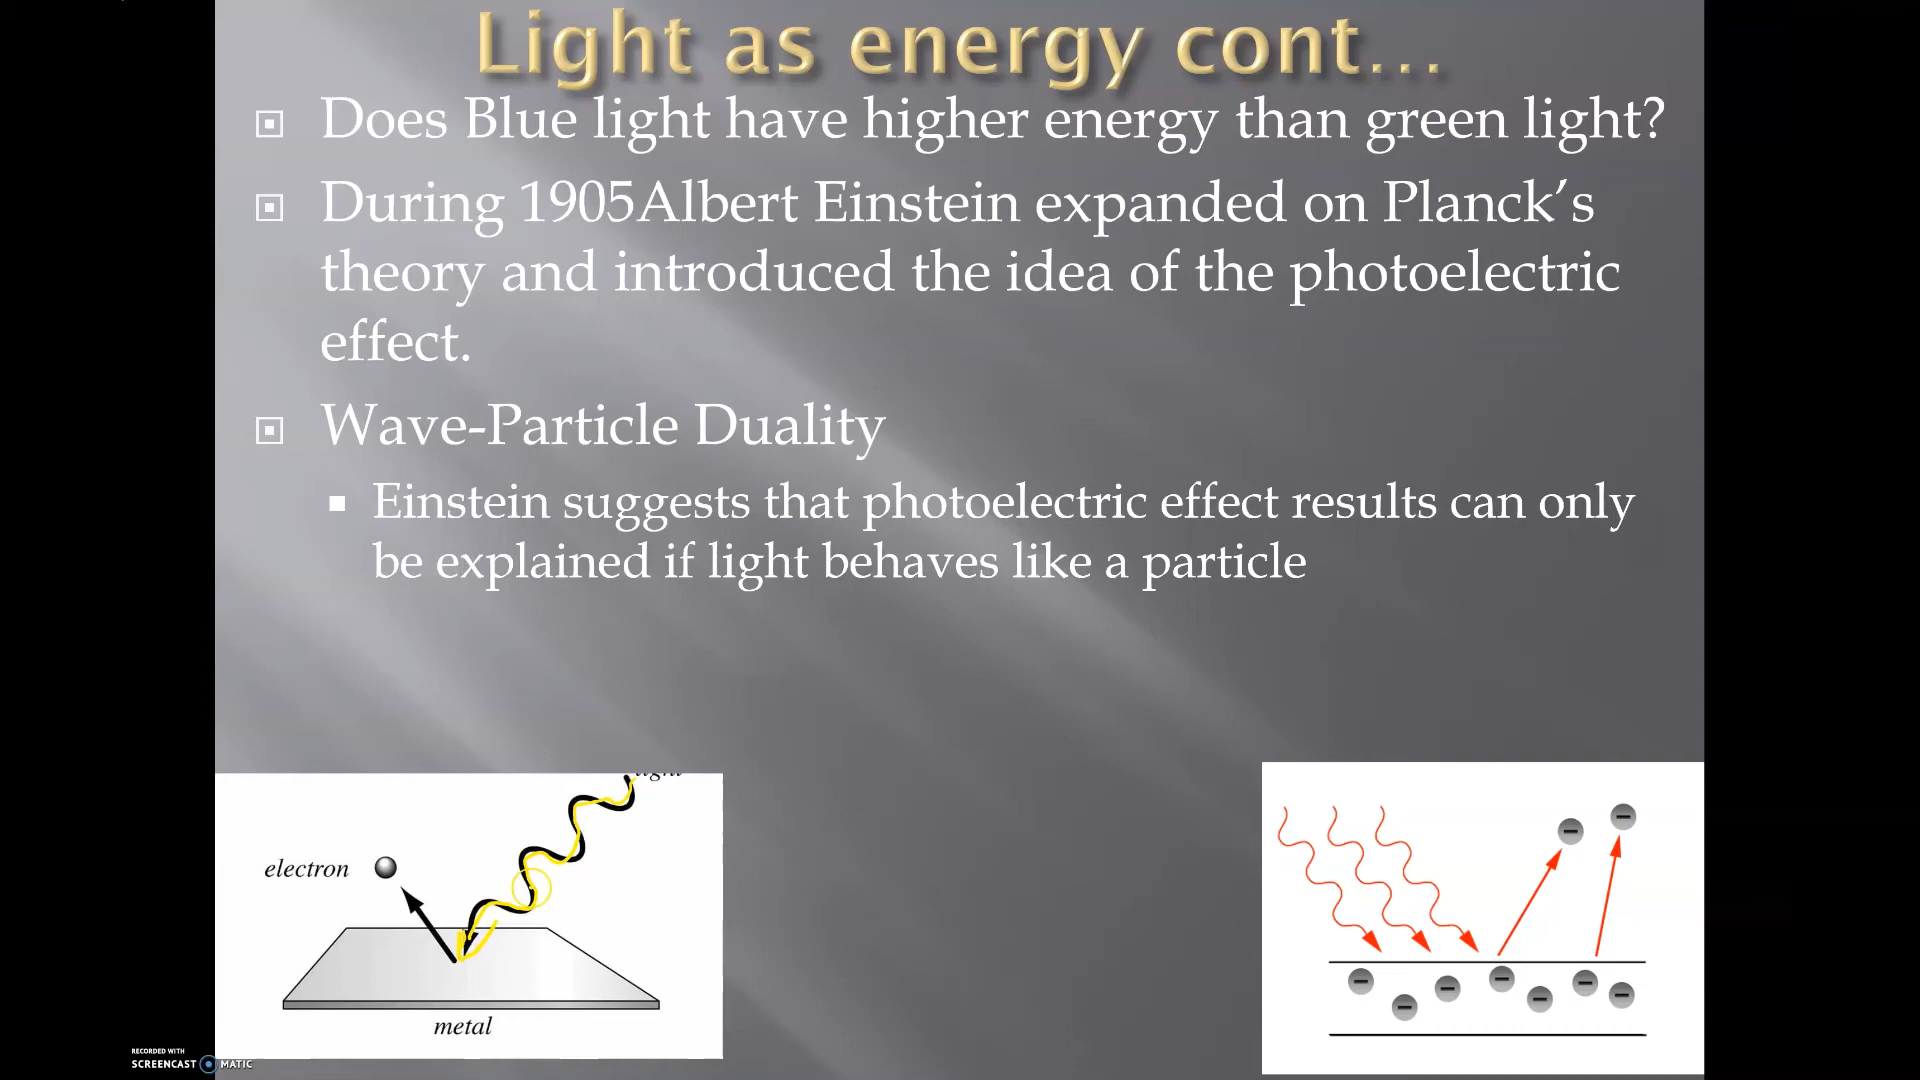 Light as energy cont...
Does Blue light have higher energy than green light?
During 1905Albert Einstein expanded on Planck’s
theory and introduced the idea of the photoelectric
effect.
Wave-Particle Duality
Einstein suggests that photoelectric effect results can only
be explained if light behaves like a particle
light
electron
metal
RECORDED WITH
SCREENCAST MATIC